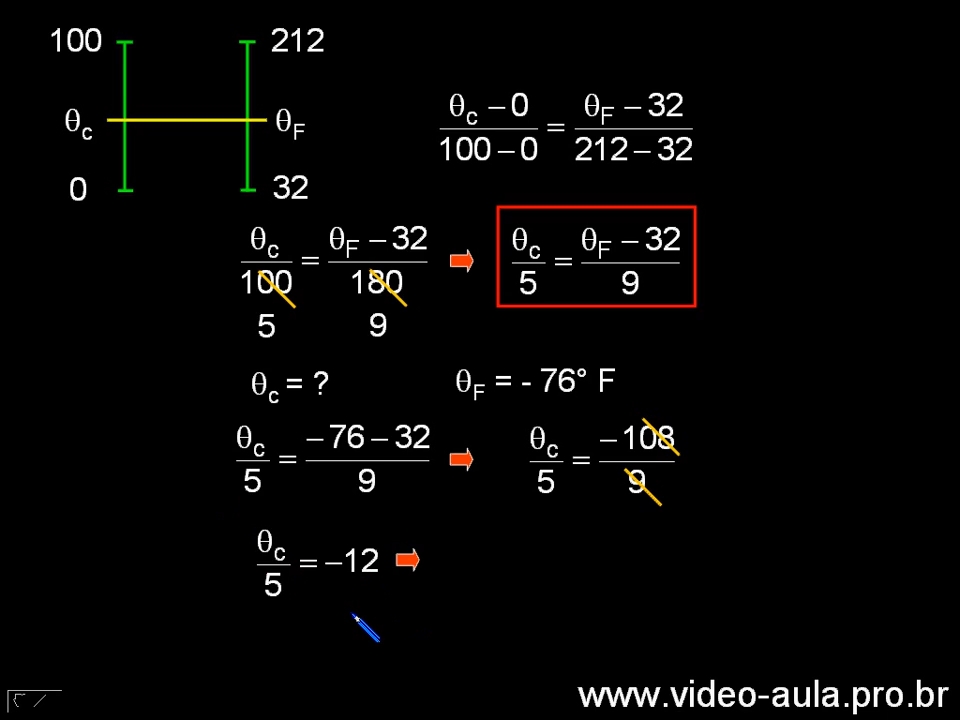 100 212
θc θF
0 32
θc – 0 / 100 – 0 = θF – 32 / 212 – 32
θc / 100 = θF – 32 / 180
5 9
θc / 5 = θF – 32 / 9
θc = ? θF = - 76° F
θc / 5 = – 76 – 32 / 9
θc / 5 = – 108 / 9
θc / 5 = –12
www.video-aula.pro.br